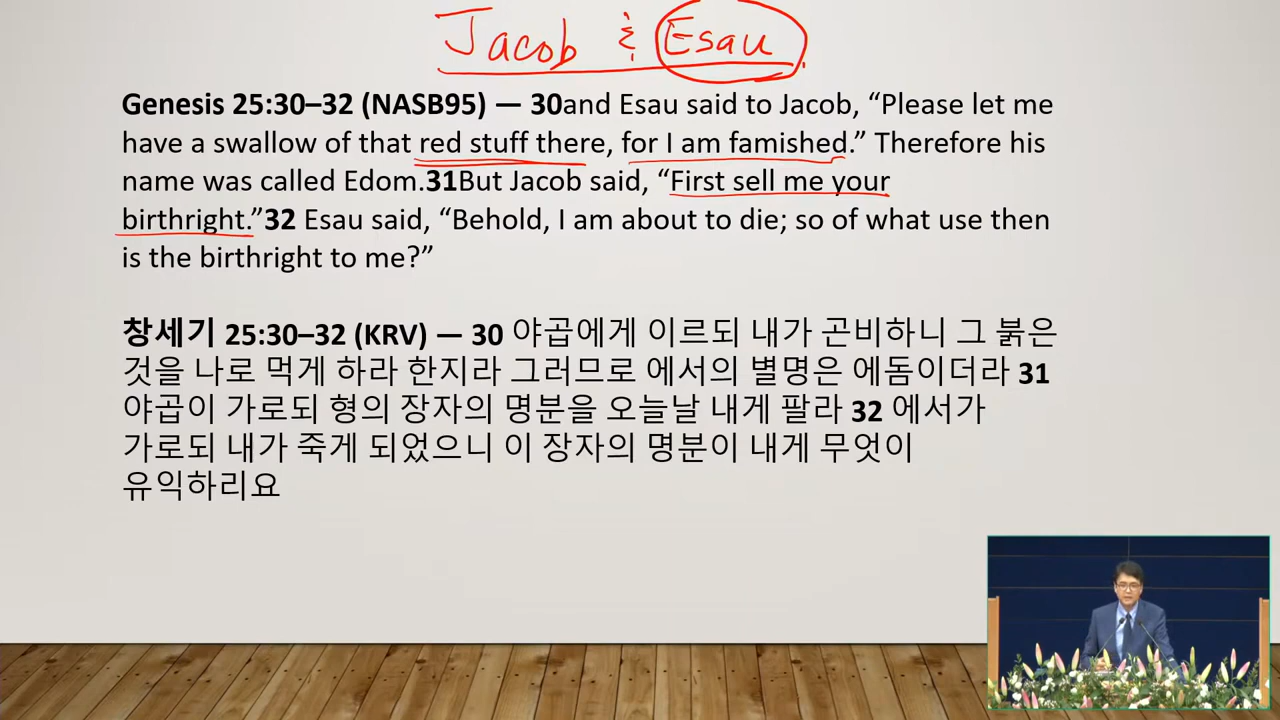 Jacob & Esau
Genesis 25:30–32 (NASB95) — 30and Esau said to Jacob, “Please let me
have a swallow of that red stuff there, for I am famished.” Therefore his
name was called Edom.31But Jacob said, “First sell me your
birthright.”32 Esau said, “Behold, I am about to die; so of what use then
is the birthright to me?”
창세기 25:30–32 (KRV) — 30 야곱에게 이르되 내가 곤비하니 그 붉은
것을 나로 먹게 하라 한지라 그러므로 에서의 별명은 에돔이더라 31
야곱이 가로되 형의 장자의 명분을 오늘날 내게 팔라 32 에서가
가로되 내가 죽게 되었으니 이 장자의 명분이 내게 무엇이
유익하리요